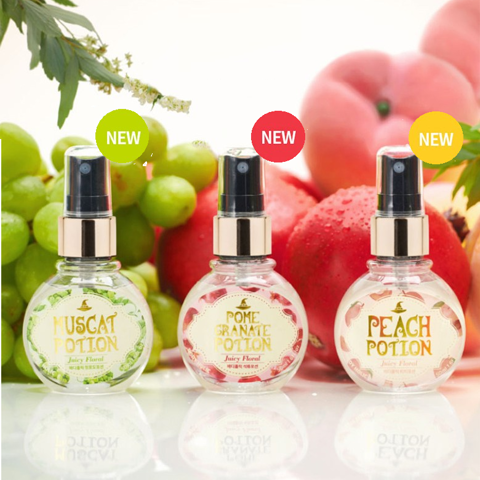 NEW
NEW
NEW
MUSCAT
POTION
Juicy Floral
POME
GRANATE
POTION
Juicy Floral
PEACH
POTION
Juicy Floral